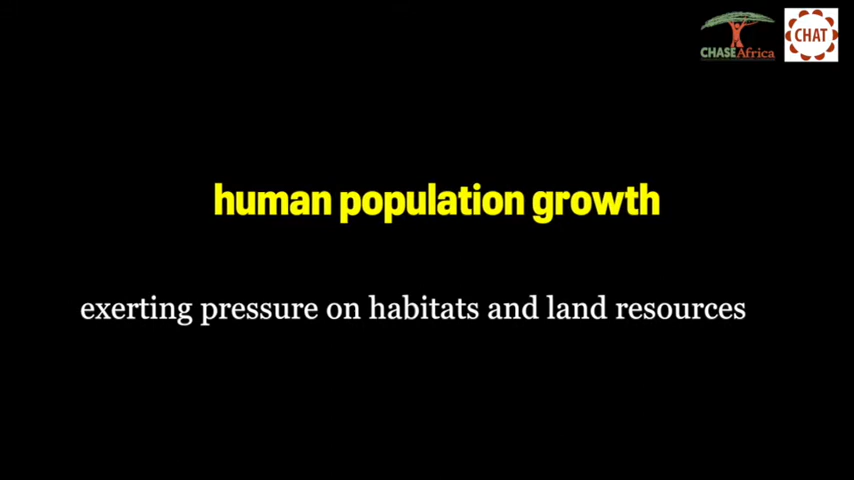 CHASEAfrica
CHAT
human population growth
exerting pressure on habitats and land resources